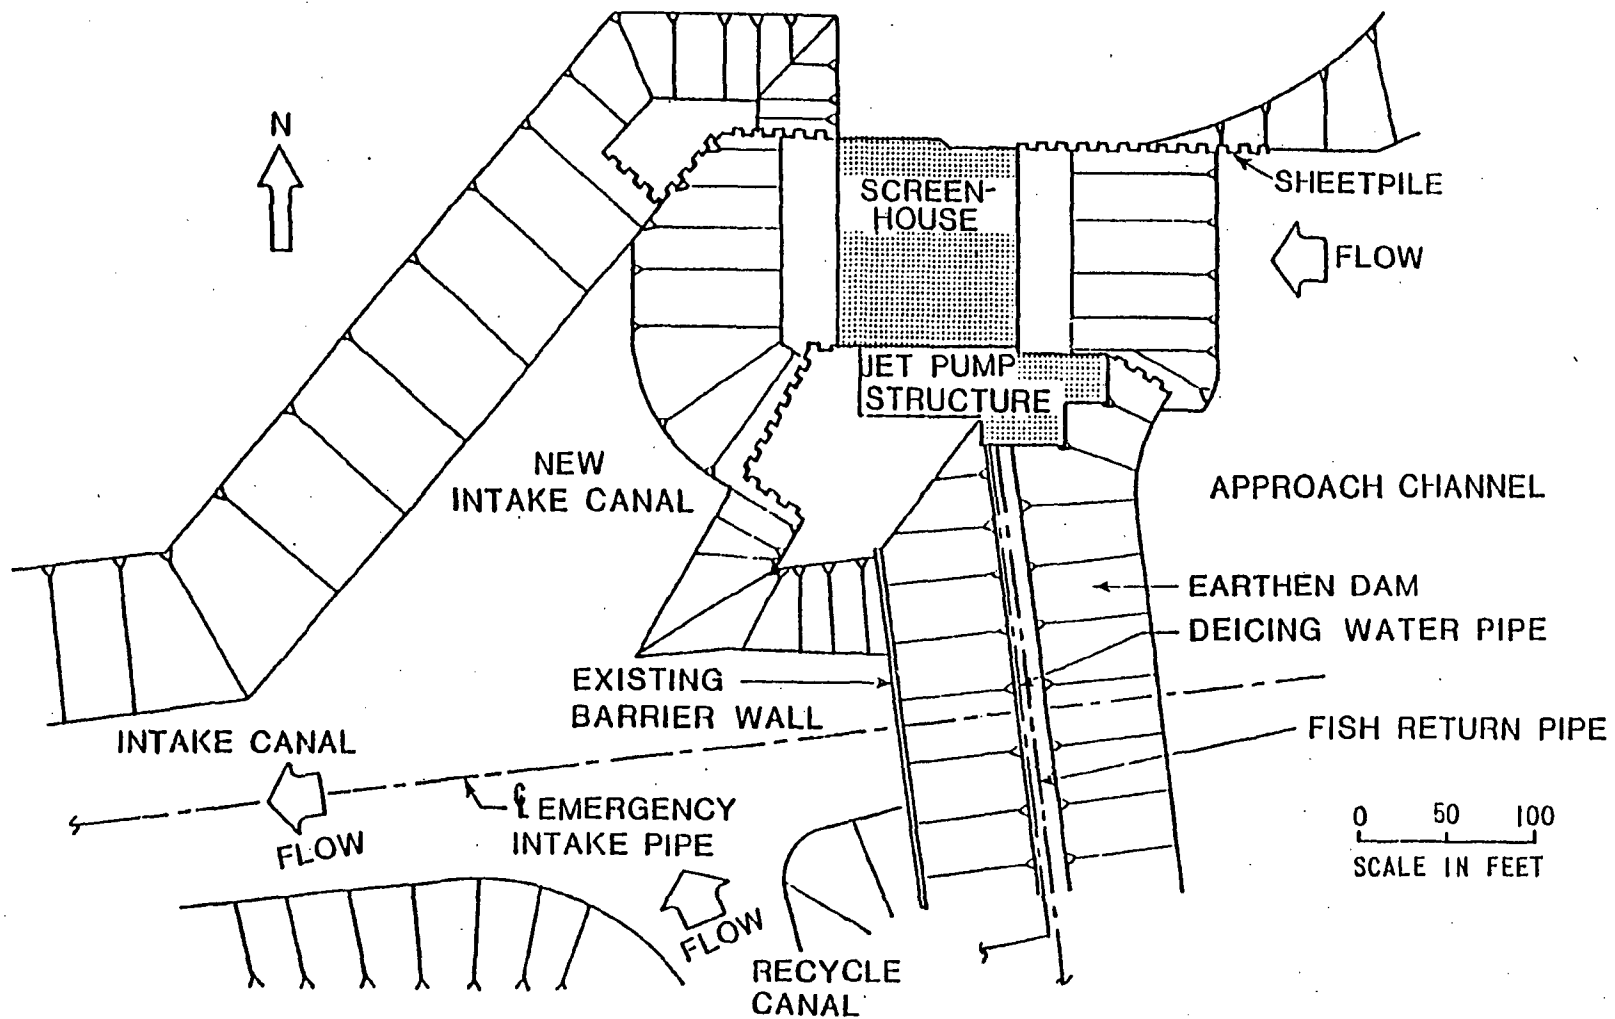 N
SCREEN-
HOUSE
SHEETPILE
FLOW
JET PUMP
STRUCTURE
NEW
INTAKE CANAL
APPROACH CHANNEL
EARTHEN DAM
DEICING WATER PIPE
EXISTING
BARRIER WALL
FISH RETURN PIPE
INTAKE CANAL
FLOW
℄ EMERGENCY
INTAKE PIPE
0 50 100
SCALE IN FEET
FLOW
RECYCLE
CANAL